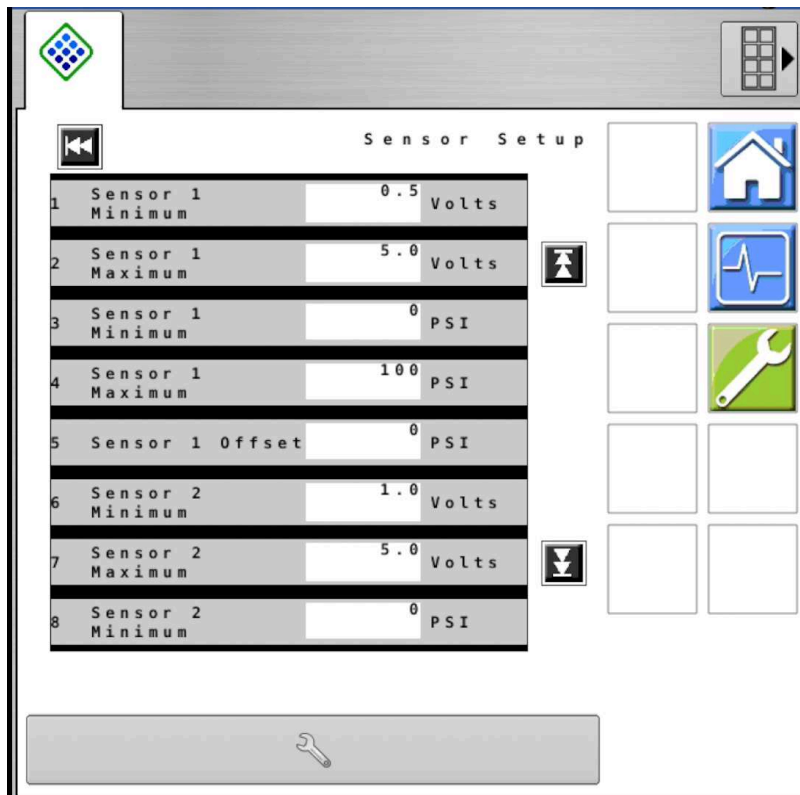 Sensor Setup
1 Sensor 1 Minimum 0.5 Volts
2 Sensor 1 Maximum 5.0 Volts
3 Sensor 1 Minimum 0 PSI
4 Sensor 1 Maximum 100 PSI
5 Sensor 1 Offset 0 PSI
6 Sensor 2 Minimum 1.0 Volts
7 Sensor 2 Maximum 5.0 Volts
8 Sensor 2 Minimum 0 PSI